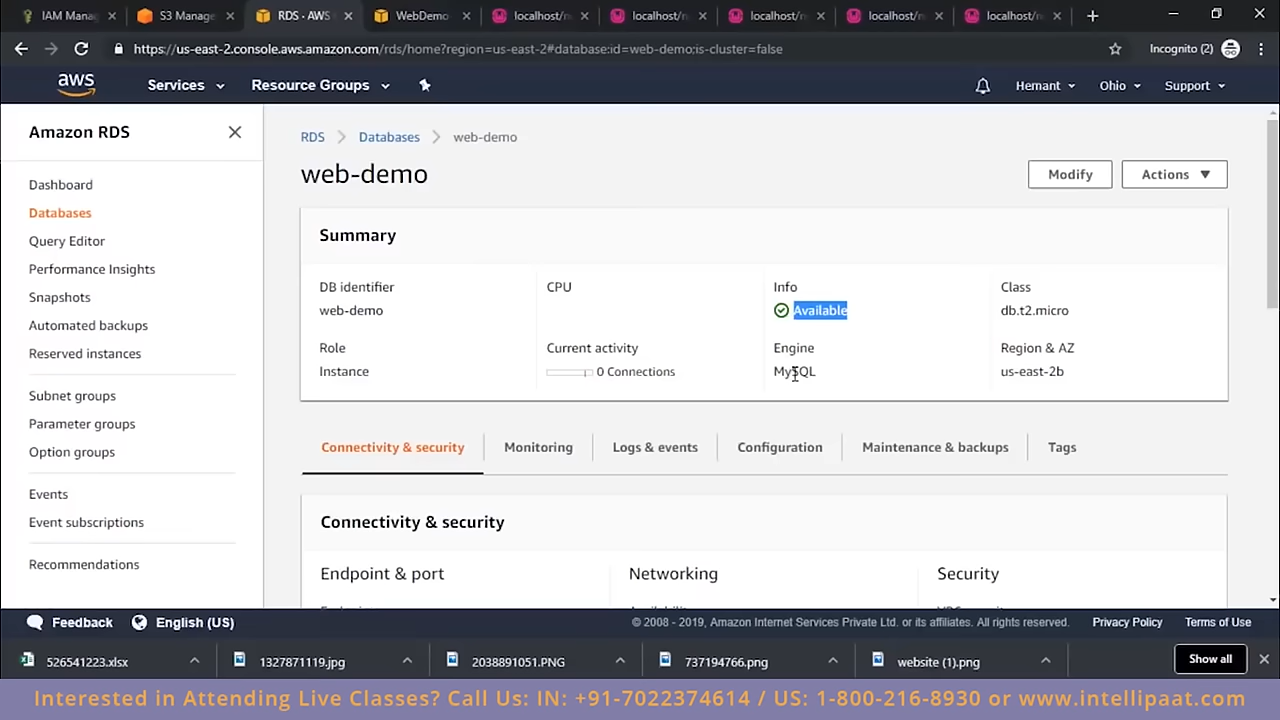 IAM Mana
S3 Manage
RDS - AWS
WebDemo
localhost/n
localhost/n
localhost/n
localhost/n
localhost/n
https://us-east-2.console.aws.amazon.com/rds/home?region=us-east-2#database:id=web-demo;is-cluster=false
Incognito (2)
aws
Services
Resource Groups
Hemant
Ohio
Support
Amazon RDS
Dashboard
Databases
Query Editor
Performance Insights
Snapshots
Automated backups
Reserved instances
Subnet groups
Parameter groups
Option groups
Events
Event subscriptions
Recommendations
RDS
Databases
web-demo
web-demo
Modify
Actions
Summary
DB identifier
web-demo
CPU
Info
Available
Class
db.t2.micro
Role
Instance
Current activity
0 Connections
Engine
MySQL
Region & AZ
us-east-2b
Connectivity & security
Monitoring
Logs & events
Configuration
Maintenance & backups
Tags
Connectivity & security
Endpoint & port
Networking
Security
Feedback
English (US)
© 2008 - 2019, Amazon Internet Services Private Ltd. or its affiliates. All rights reserved.
Privacy Policy
Terms of Use
526541223.xlsx
1327871119.jpg
2038891051.PNG
737194766.png
website (1).png
Show all
Interested in Attending Live Classes? Call Us: IN: +91-7022374614 / US: 1-800-216-8930 or www.intellipaat.com